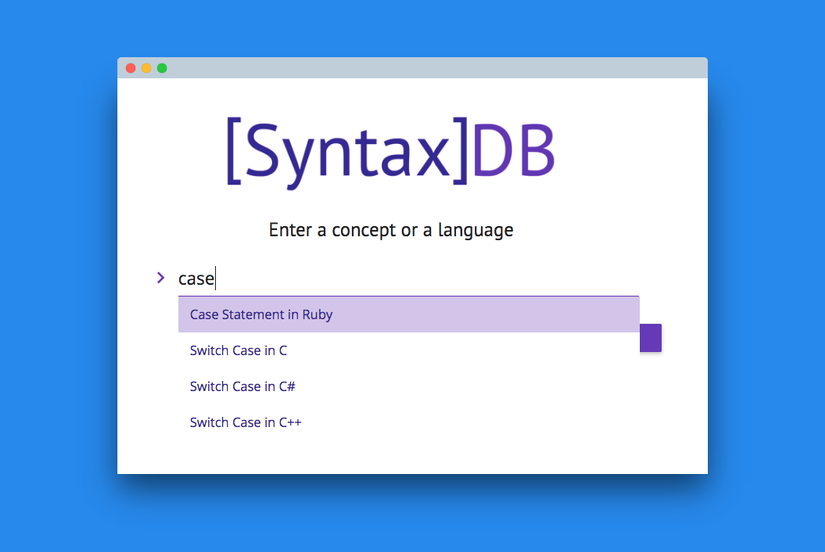 [Syntax]DB
Enter a concept or a language
case
Case Statement in Ruby
Switch Case in C
Switch Case in C#
Switch Case in C++